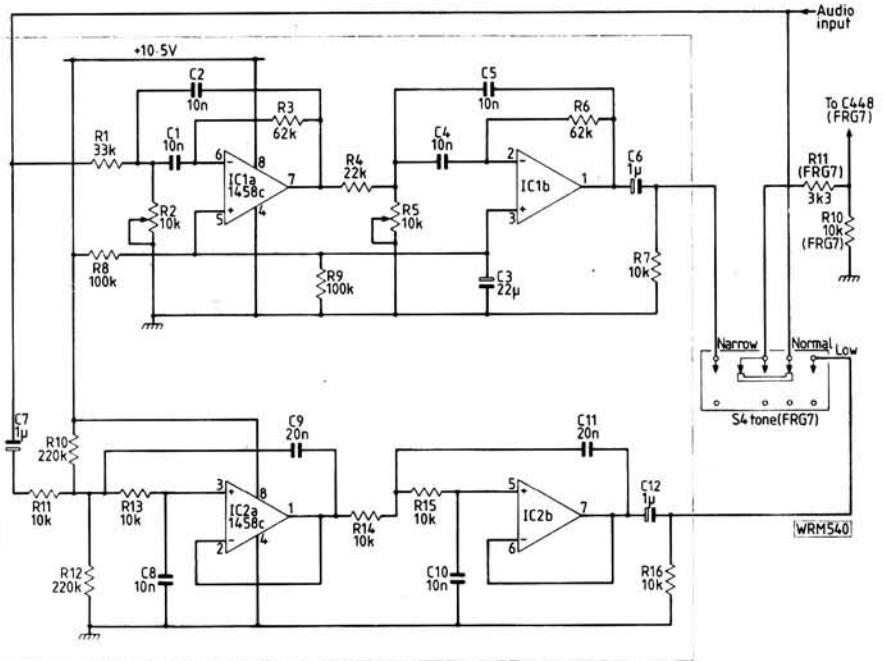 Audio
input
+10·5V
C2
10n
C5
10n
R3
62k
R6
62k
To C448
(FRG7)
R1
33k
C1
10n
C4
10n
R11
(FRG7)
3k3
6
−
8
7
IC1a
1458c
+
5
4
R4
22k
2
−
1
IC1b
+
3
C6
1µ
R2
10k
R5
10k
R10
10k
(FRG7)
R8
100k
R9
100k
C3
22µ
R7
10k
Narrow
Normal
Low
S4 tone(FRG7)
C7
1µ
R10
220k
C9
20n
C11
20n
R11
10k
R13
10k
3
+
8
1
IC2a
1458c
−
2
4
R14
10k
R15
10k
5
+
7
IC2b
−
6
C12
1µ
WRM540
R12
220k
C8
10n
C10
10n
R16
10k